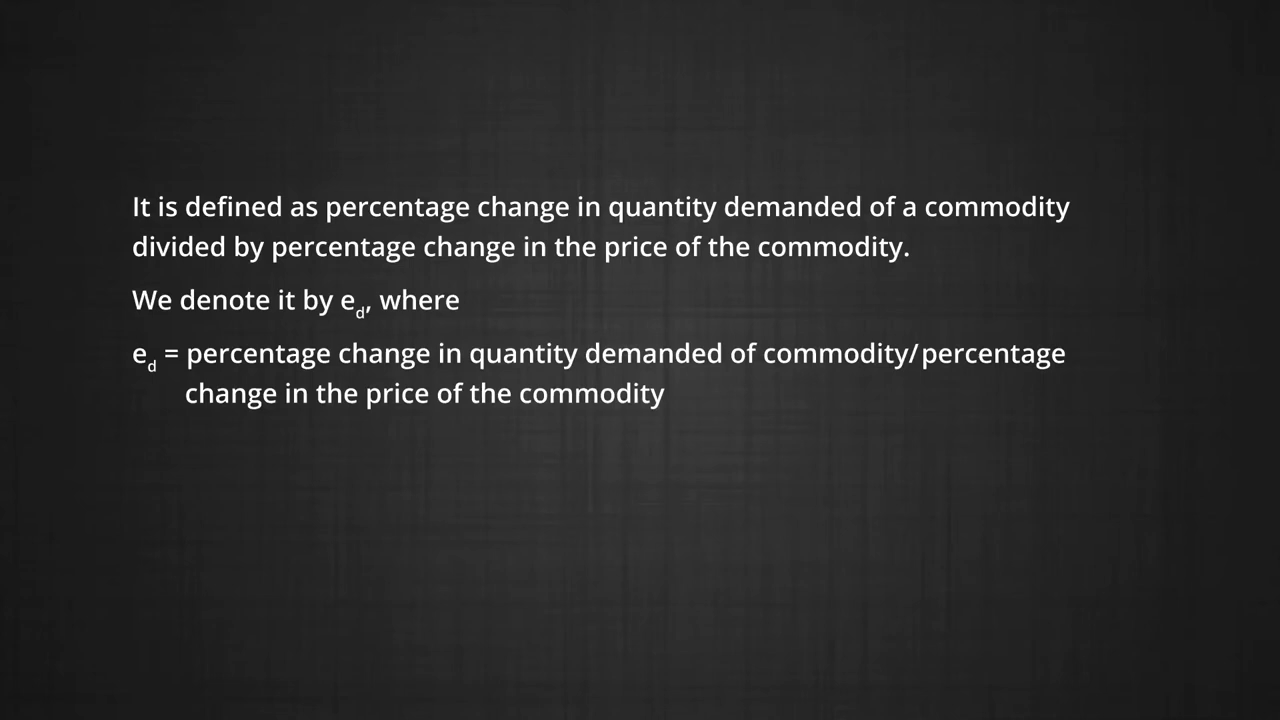 It is defined as percentage change in quantity demanded of a commodity
divided by percentage change in the price of the commodity.
We denote it by e_d, where
e_d = percentage change in quantity demanded of commodity/percentage
change in the price of the commodity